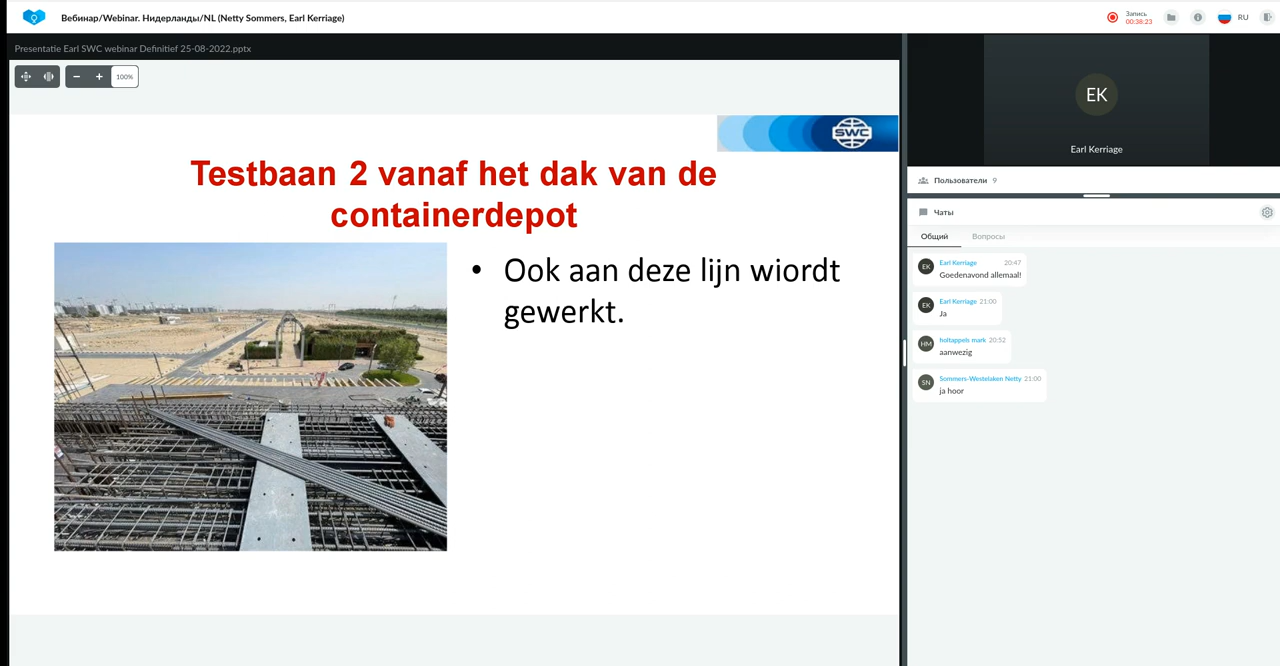 Вебинар/Webinar. Нидерланды/NL (Netty Sommers, Earl Kerriage)
Запись
00:38:23
RU
Presentatie Earl SWC webinar Definitief 25-08-2022.pptx
100%
SWC
Testbaan 2 vanaf het dak van de
containerdepot
• Ook aan deze lijn wiordt
gewerkt.
EK
Earl Kerriage
Пользователи 9
Чаты
Общий Вопросы
EK Earl Kerriage 20:47
Goedenavond allemaal!
EK Earl Kerriage 21:00
Ja
HM holtappels mark 20:52
aanwezig
SN Sommers-Westelaken Netty 21:00
ja hoor